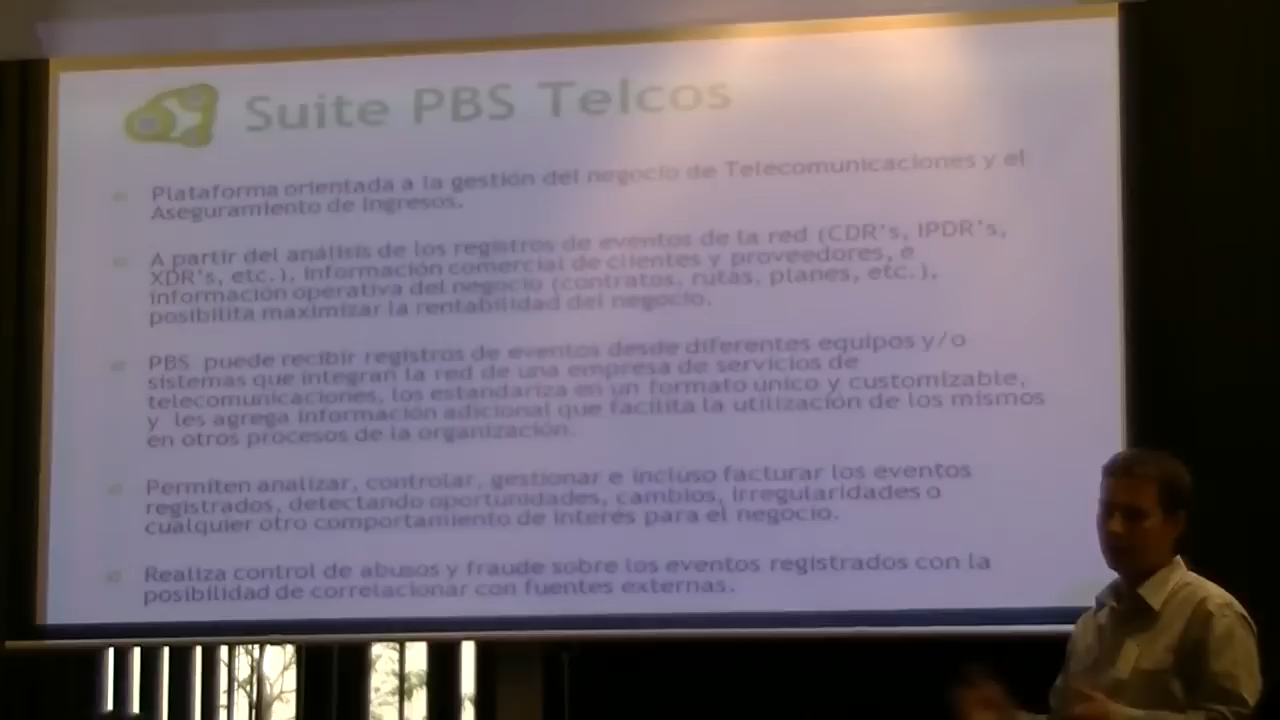 Suite PBS Telcos
Plataforma orientada a la gestión del negocio de Telecomunicaciones y el
Aseguramiento de Ingresos.
A partir del análisis de los registros de eventos de la red (CDR's, IPDR's,
XDR's, etc.), información comercial de clientes y proveedores, e
información operativa del negocio (contratos, rutas, planes, etc.),
posibilita maximizar la rentabilidad del negocio.
PBS puede recibir registros de eventos desde diferentes equipos y/o
sistemas que integran la red de una empresa de servicios de
telecomunicaciones, los estandariza en un formato unico y customizable,
y les agrega información adicional que facilita la utilización de los mismos
en otros procesos de la organización.
Permiten analizar, controlar, gestionar e incluso facturar los eventos
registrados, detectando oportunidades, cambios, irregularidades o
cualquier otro comportamiento de interés para el negocio.
Realiza control de abusos y fraude sobre los eventos registrados con la
posibilidad de correlacionar con fuentes externas.